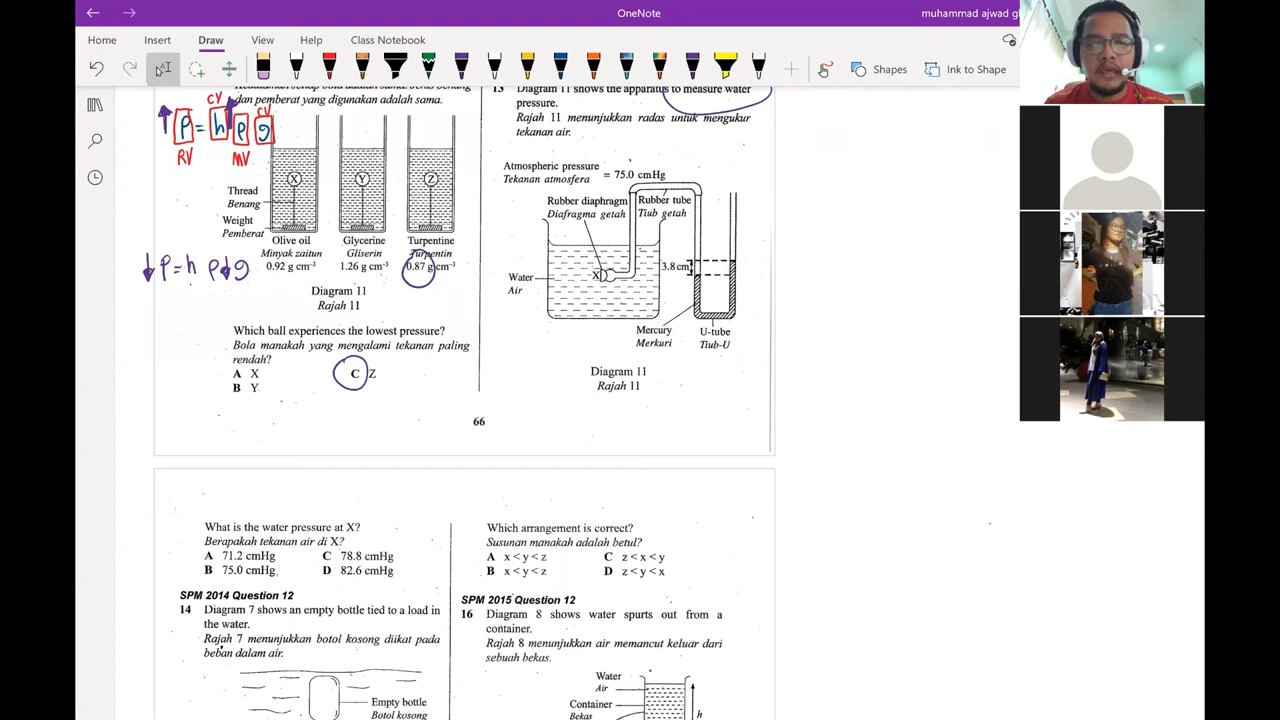 OneNote
muhammad ajwad gh
Home Insert Draw View Help Class Notebook
Shapes
Ink to Shape
dan pemberat yang digunakan adalah sama.
P = h ρ g
CV
CV
RV
MV
X
Y
Z
Thread
Benang
Weight
Pemberat
Olive oil
Minyak zaitun
0.92 g cm⁻³
Glycerine
Gliserin
1.26 g cm⁻³
Turpentine
Turpentin
0.87 g cm⁻³
P = h ρ g
Diagram 11
Rajah 11
Which ball experiences the lowest pressure?
Bola manakah yang mengalami tekanan paling
rendah?
A X
C Z
B Y
13 Diagram 11 shows the apparatus to measure water
pressure.
Rajah 11 menunjukkan radas untuk mengukur
tekanan air.
Atmospheric pressure
Tekanan atmosfera
= 75.0 cmHg
Rubber diaphragm
Diafragma getah
Rubber tube
Tiub getah
3.8 cm
X
Water
Air
Mercury
Merkuri
U-tube
Tiub-U
Diagram 11
Rajah 11
66
What is the water pressure at X?
Berapakah tekanan air di X?
A 71.2 cmHg C 78.8 cmHg
B 75.0 cmHg D 82.6 cmHg
SPM 2014 Question 12
14 Diagram 7 shows an empty bottle tied to a load in
the water.
Rajah 7 menunjukkan botol kosong diikat pada
beban dalam air.
Empty bottle
Botol kosong
Which arrangement is correct?
Susunan manakah adalah betul?
A x < y < z C z < x < y
B x < y < z D z < y < x
SPM 2015 Question 12
16 Diagram 8 shows water spurts out from a
container.
Rajah 8 menunjukkan air memancut keluar dari
sebuah bekas.
Water
Air
Container
Bekas
h